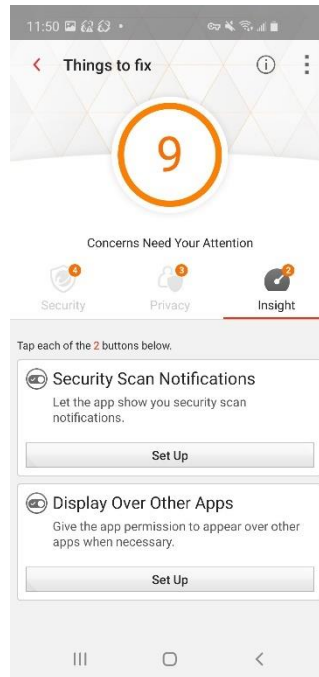 11:50
Things to fix
9
Concerns Need Your Attention
4
3
2
Security
Privacy
Insight
Tap each of the 2 buttons below.
Security Scan Notifications
Let the app show you security scan
notifications.
Set Up
Display Over Other Apps
Give the app permission to appear over other
apps when necessary.
Set Up